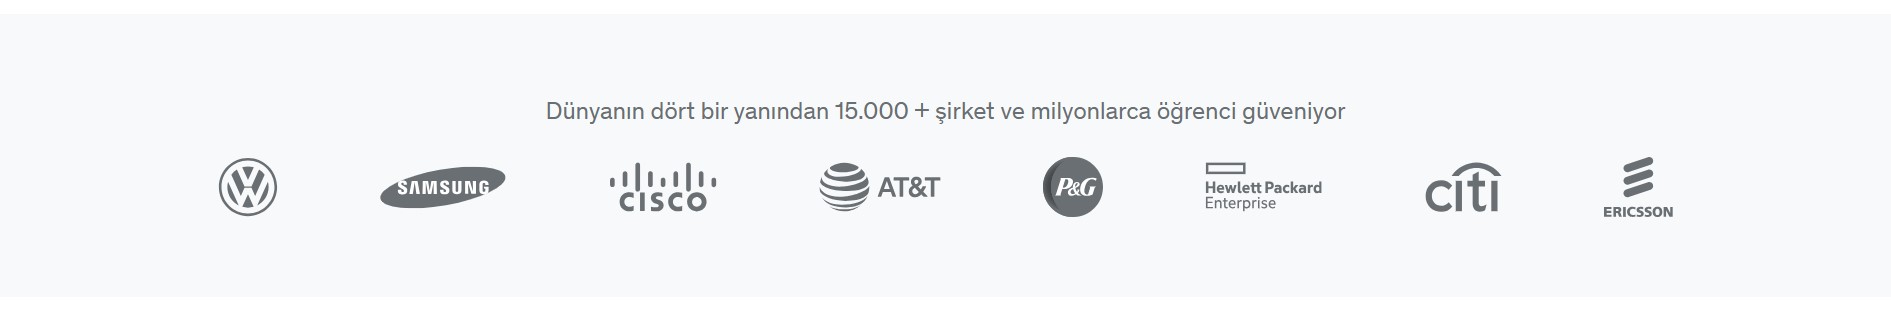 Dünyanın dört bir yanından 15.000 + şirket ve milyonlarca öğrenci güveniyor
VW SAMSUNG CISCO AT&T P&G Hewlett Packard Enterprise citi ERICSSON